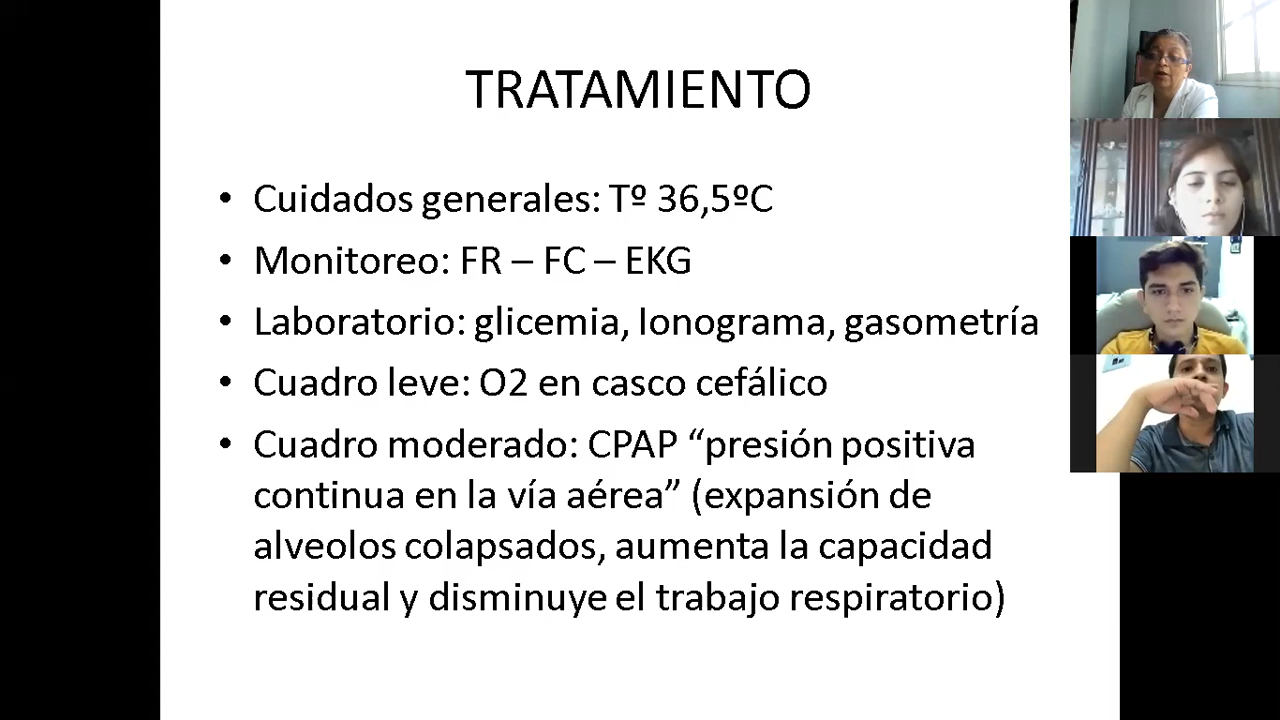 TRATAMIENTO
• Cuidados generales: Tº 36,5ºC
• Monitoreo: FR – FC – EKG
• Laboratorio: glicemia, Ionograma, gasometría
• Cuadro leve: O2 en casco cefálico
• Cuadro moderado: CPAP “presión positiva
continua en la vía aérea” (expansión de
alveolos colapsados, aumenta la capacidad
residual y disminuye el trabajo respiratorio)